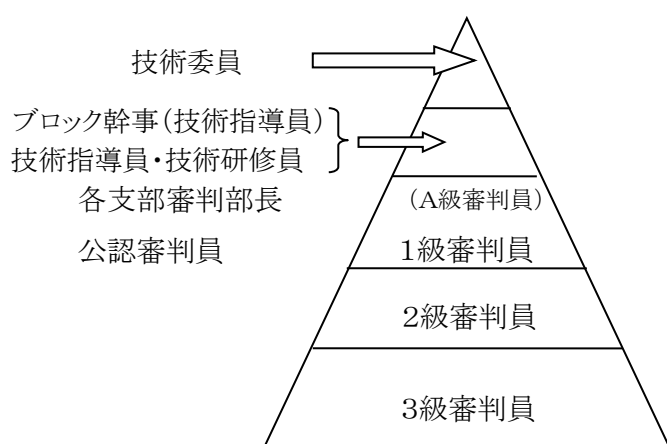 技術委員
ブロック幹事(技術指導員)
技術指導員・技術研修員
各支部審判部長
(A級審判員)
公認審判員
1級審判員
2級審判員
3級審判員